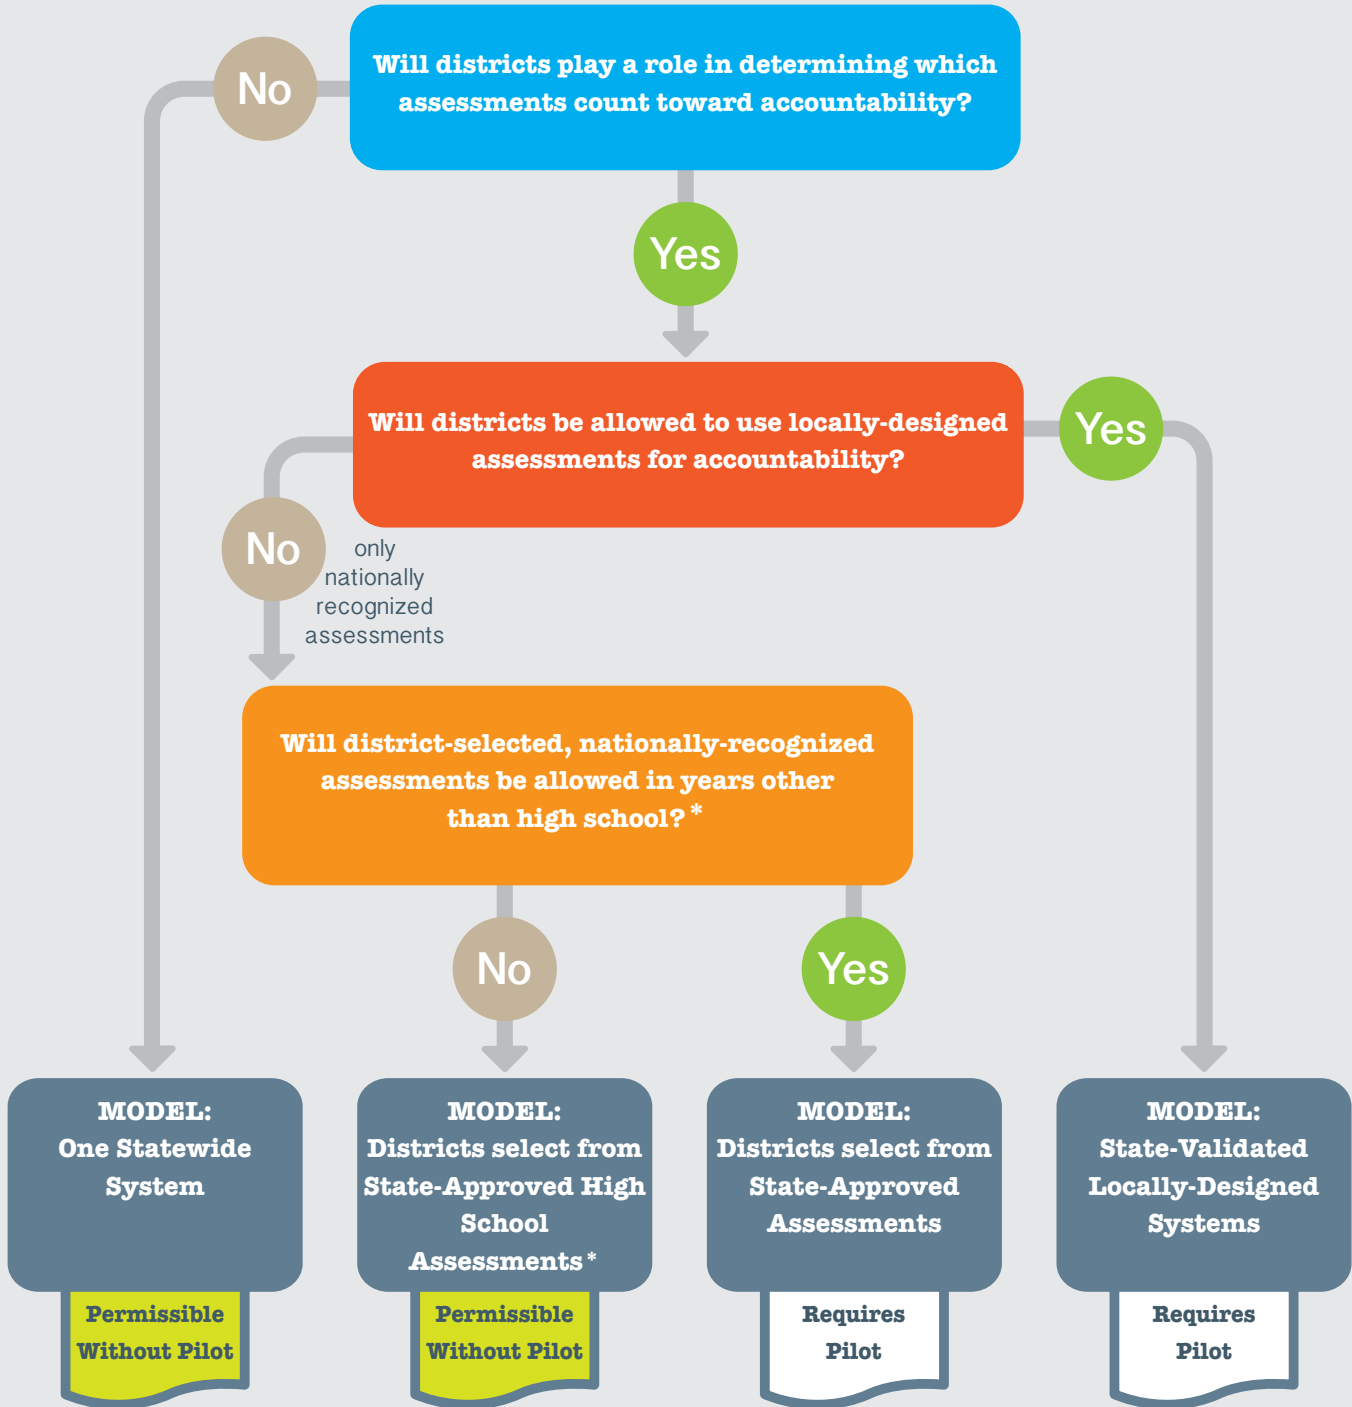 Will districts play a role in determining which
assessments count toward accountability?
No
Yes
Will districts be allowed to use locally-designed
assessments for accountability?
Yes
No
only
nationally
recognized
assessments
Will district-selected, nationally-recognized
assessments be allowed in years other
than high school?*
No
Yes
MODEL:
One Statewide
System
Permissible
Without Pilot
MODEL:
Districts select from
State-Approved High
School
Assessments*
Permissible
Without Pilot
MODEL:
Districts select from
State-Approved
Assessments
Requires
Pilot
MODEL:
State-Validated
Locally-Designed
Systems
Requires
Pilot